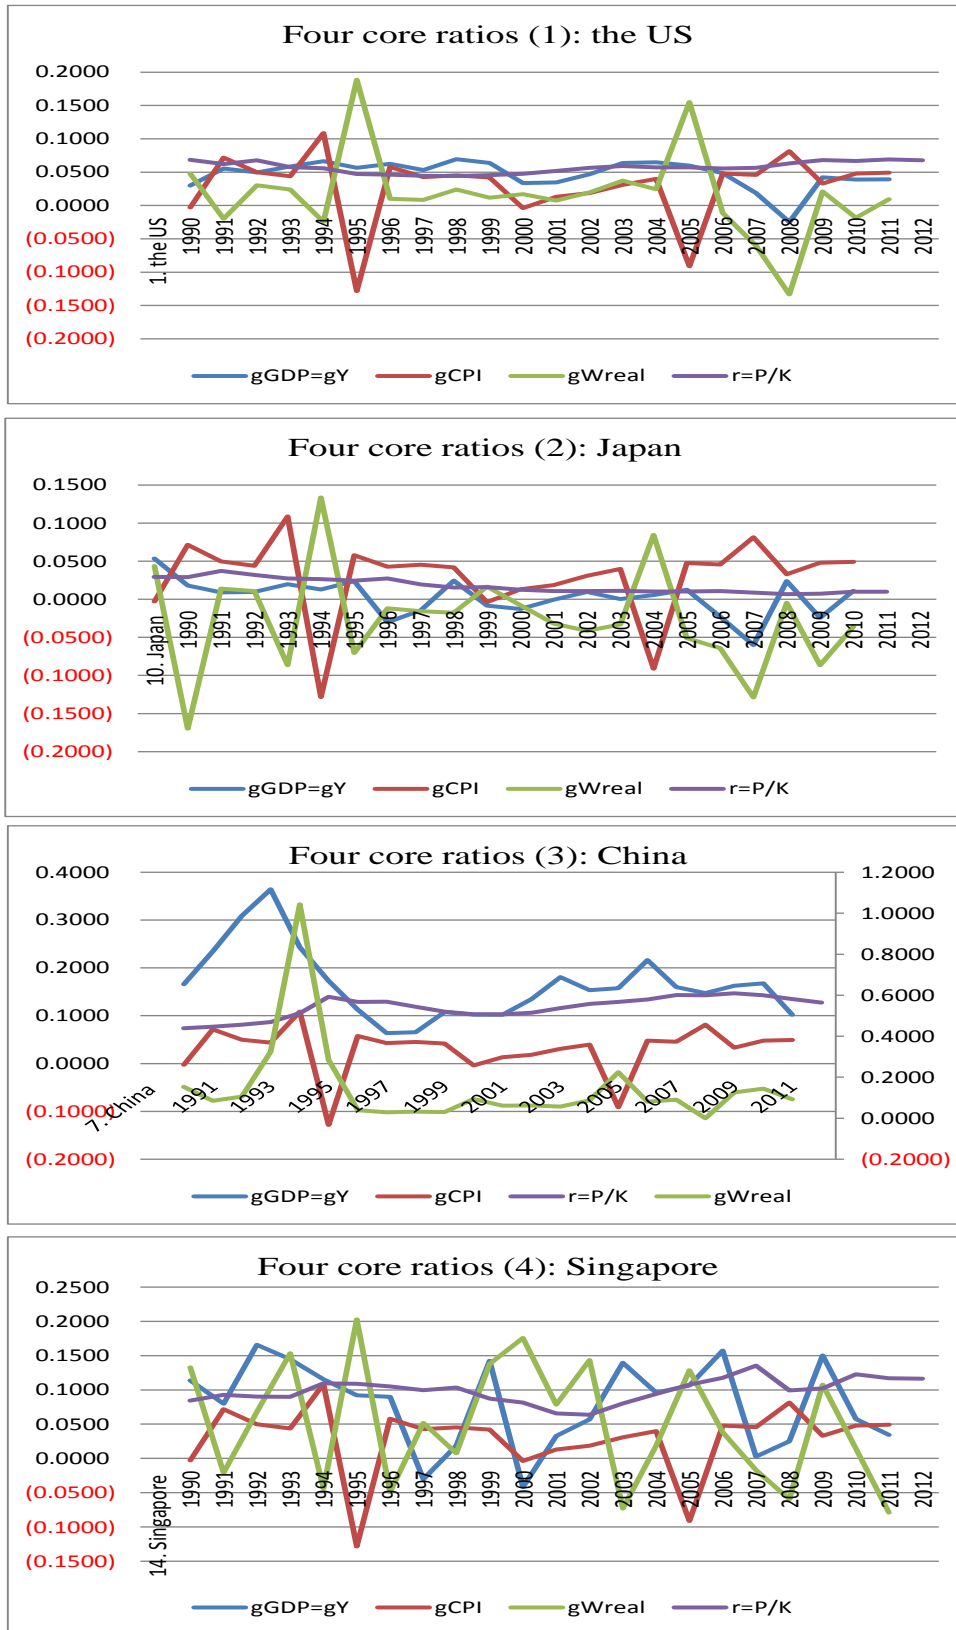 Four core ratios (1): the US
0.2000
0.1500
0.1000
0.0500
0.0000
(0.0500)
(0.1000)
(0.1500)
(0.2000)
1. the US 1990 1991 1992 1993 1994 1995 1996 1997 1998 1999 2000 2001 2002 2003 2004 2005 2006 2007 2008 2009 2010 2011 2012
gGDP=gY gCPI gWreal r=P/K
Four core ratios (2): Japan
0.1500
0.1000
0.0500
0.0000
(0.0500)
(0.1000)
(0.1500)
(0.2000)
10. Japan 1990 1991 1992 1993 1994 1995 1996 1997 1998 1999 2000 2001 2002 2003 2004 2005 2006 2007 2008 2009 2010 2011 2012
gGDP=gY gCPI gWreal r=P/K
Four core ratios (3): China
0.4000 1.2000
0.3000 1.0000
0.2000 0.8000
0.1000 0.6000
0.0000 0.4000
(0.1000) 0.2000
(0.2000) 0.0000
(0.2000)
7. China 1991 1993 1995 1997 1999 2001 2003 2005 2007 2009 2011
gGDP=gY gCPI r=P/K gWreal
Four core ratios (4): Singapore
0.2500
0.2000
0.1500
0.1000
0.0500
0.0000
(0.0500)
(0.1000)
(0.1500)
14. Singapore 1990 1991 1992 1993 1994 1995 1996 1997 1998 1999 2000 2001 2002 2003 2004 2005 2006 2007 2008 2009 2010 2011 2012
gGDP=gY gCPI gWreal r=P/K